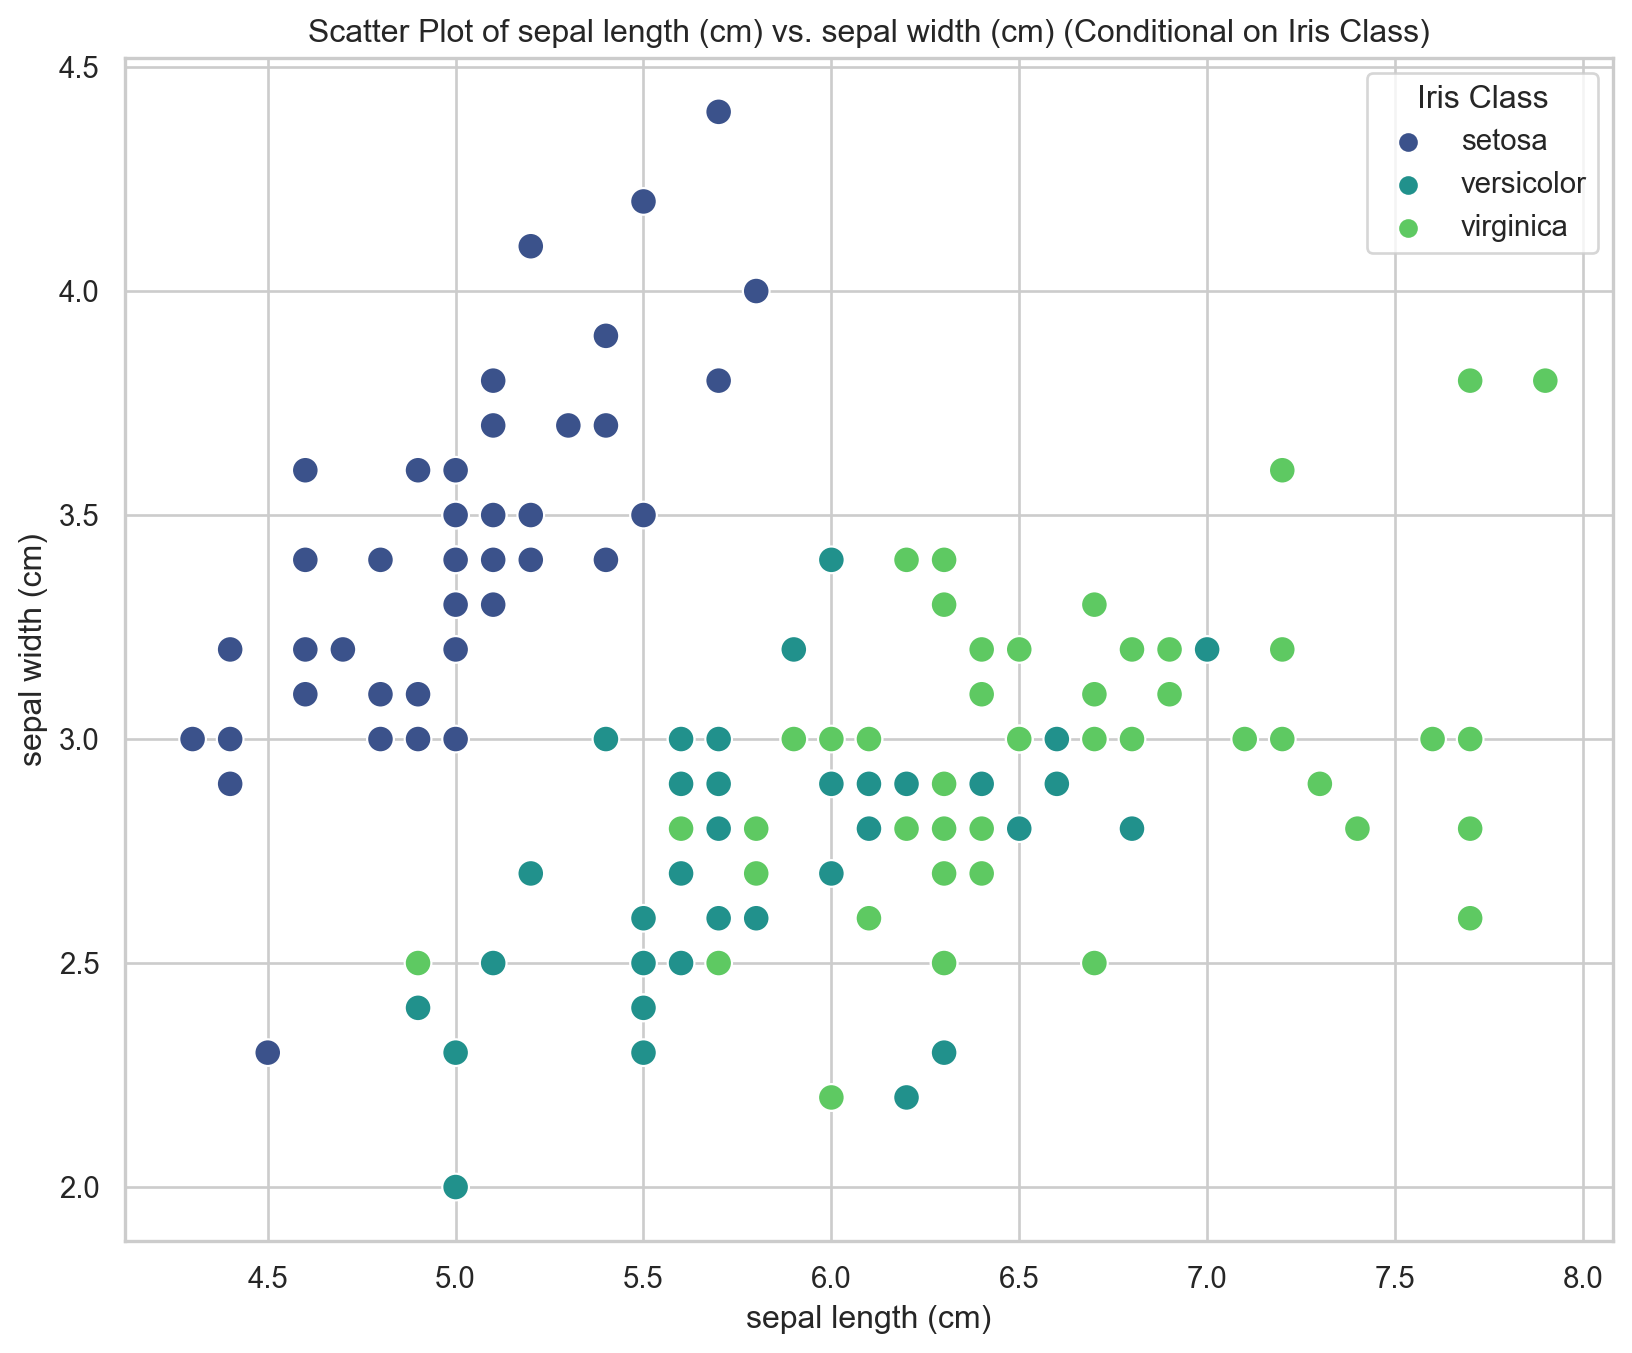 Scatter Plot of sepal length (cm) vs. sepal width (cm) (Conditional on Iris Class)
Iris Class
setosa
versicolor
virginica
4.5
4.0
3.5
3.0
2.5
2.0
sepal width (cm)
4.5 5.0 5.5 6.0 6.5 7.0 7.5 8.0
sepal length (cm)